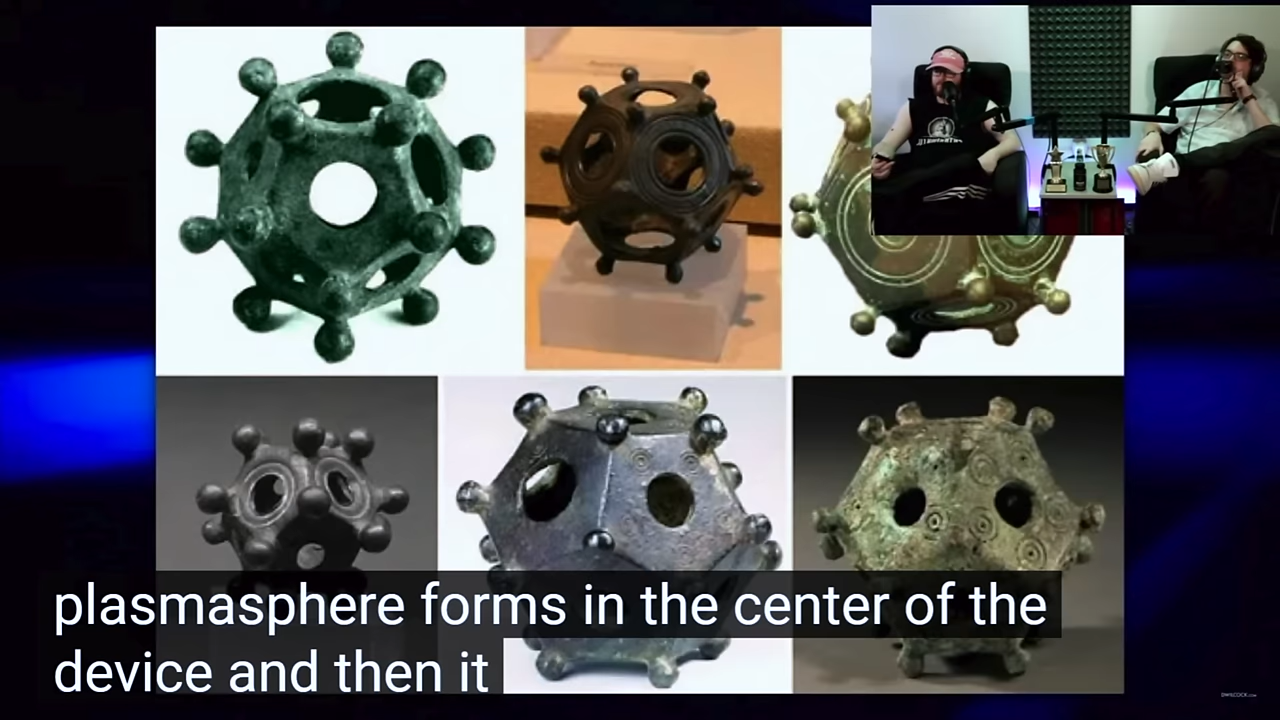 plasmasphere forms in the center of the
device and then it